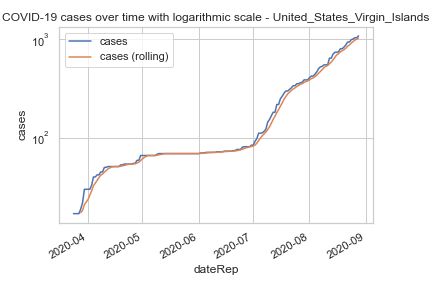 COVID-19 cases over time with logarithmic scale - United_States_Virgin_Islands
10³
cases
cases (rolling)
cases
10²
2020-04
2020-05
2020-06
2020-07
2020-08
2020-09
dateRep